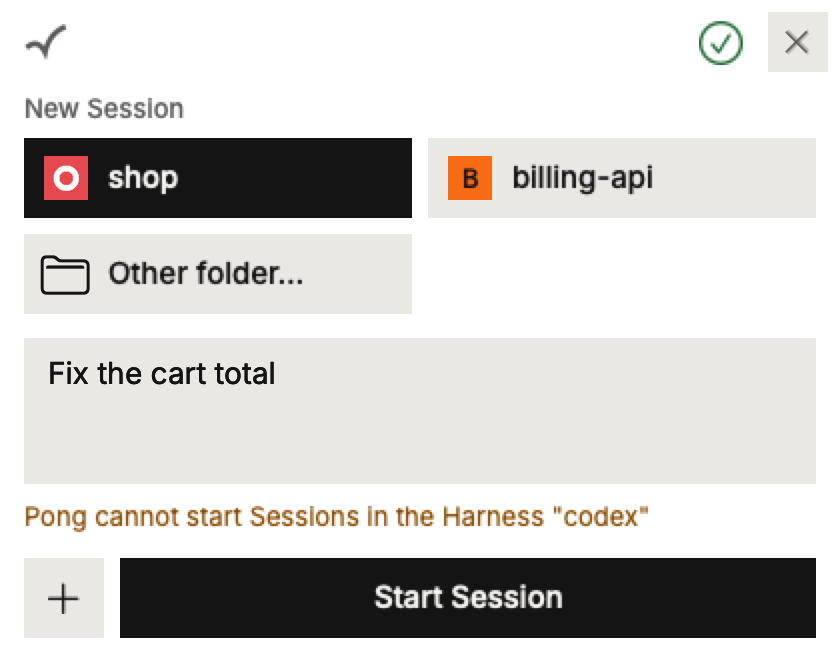 New Session
shop
B billing-api
Other folder...
Fix the cart total
Pong cannot start Sessions in the Harness "codex"
Start Session